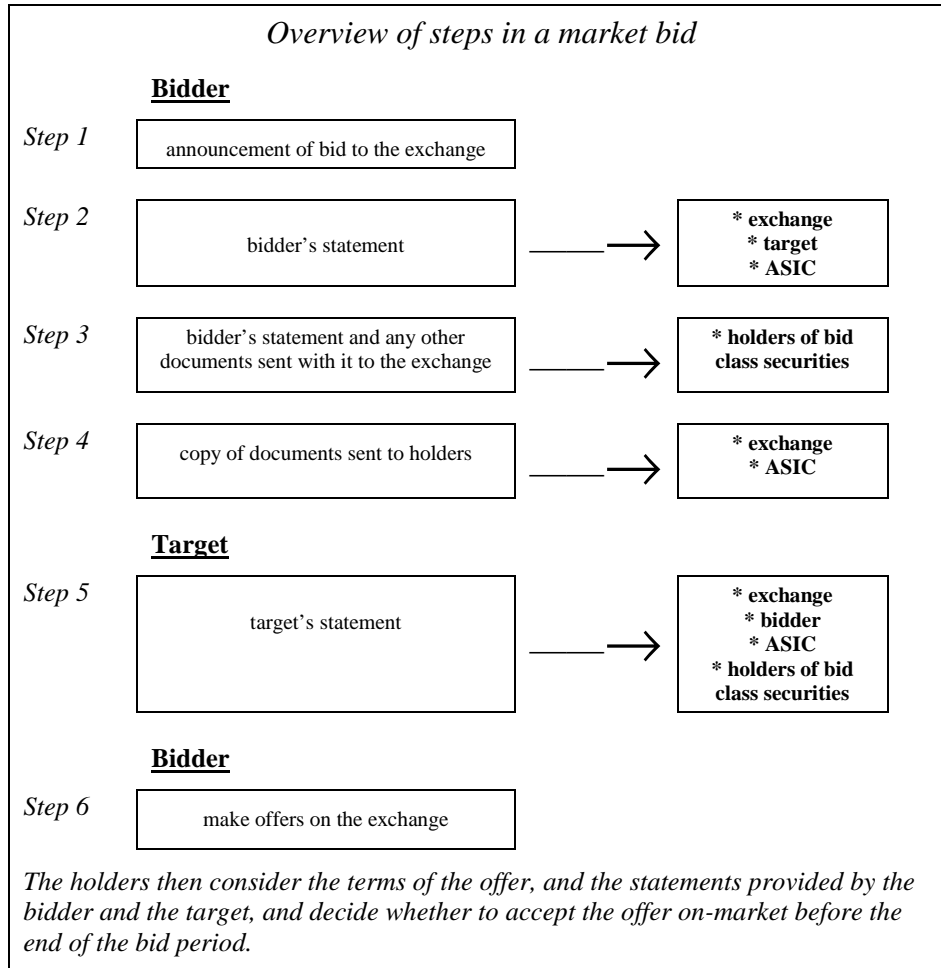 Overview of steps in a market bid
Bidder
Step 1
announcement of bid to the exchange
Step 2
bidder’s statement
* exchange
* target
* ASIC
Step 3
bidder’s statement and any other
documents sent with it to the exchange
* holders of bid
class securities
Step 4
copy of documents sent to holders
* exchange
* ASIC
Target
Step 5
target’s statement
* exchange
* bidder
* ASIC
* holders of bid
class securities
Bidder
Step 6
make offers on the exchange
The holders then consider the terms of the offer, and the statements provided by the
bidder and the target, and decide whether to accept the offer on-market before the
end of the bid period.